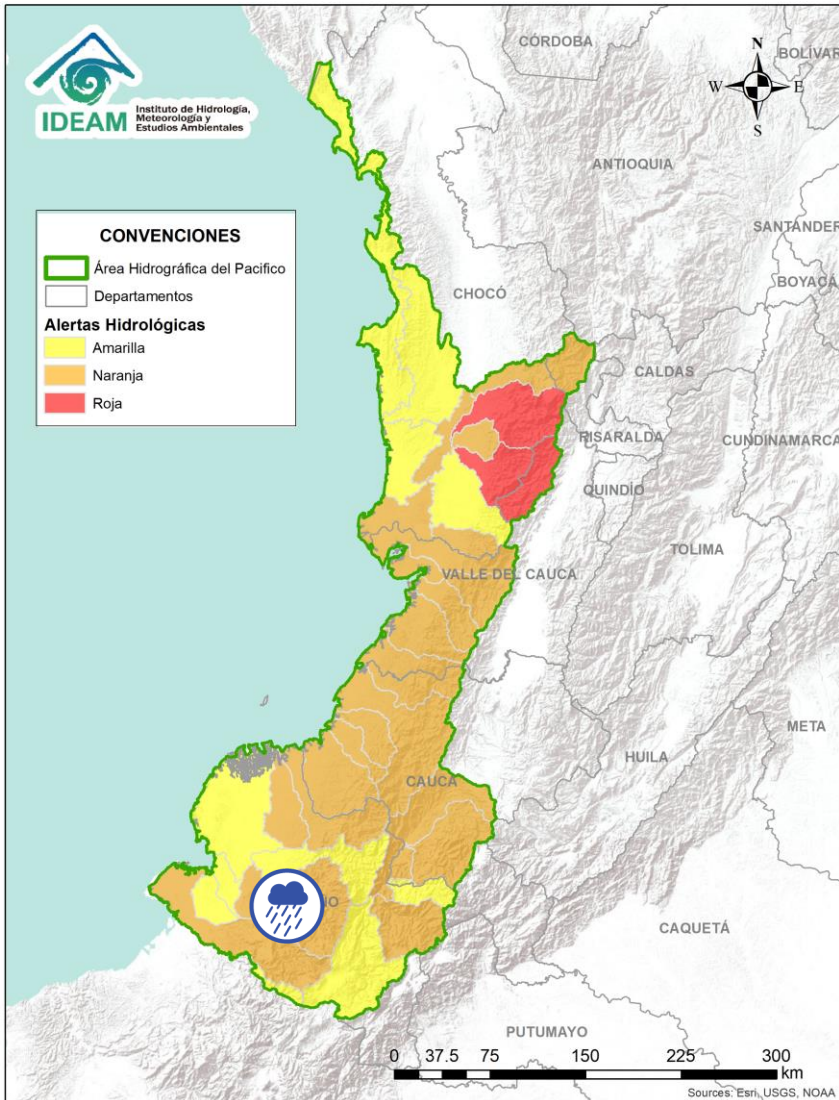 IDEAM
Instituto de Hidrología,
Meteorología y
Estudios Ambientales
CÓRDOBA
BOLÍVAR
N
W
E
S
ANTIOQUIA
CONVENCIONES
Área Hidrográfica del Pacifico
Departamentos
Alertas Hidrológicas
Amarilla
Naranja
Roja
SANTANDER
BOYACÁ
CHOCÓ
CALDAS
RISARALDA
CUNDINAMARCA
QUINDÍO
TOLIMA
VALLE DEL CAUCA
META
HUILA
CAUCA
CAQUETÁ
PUTUMAYO
0 37.5 75 150 225 300
km
Sources: Esri, USGS, NOAA